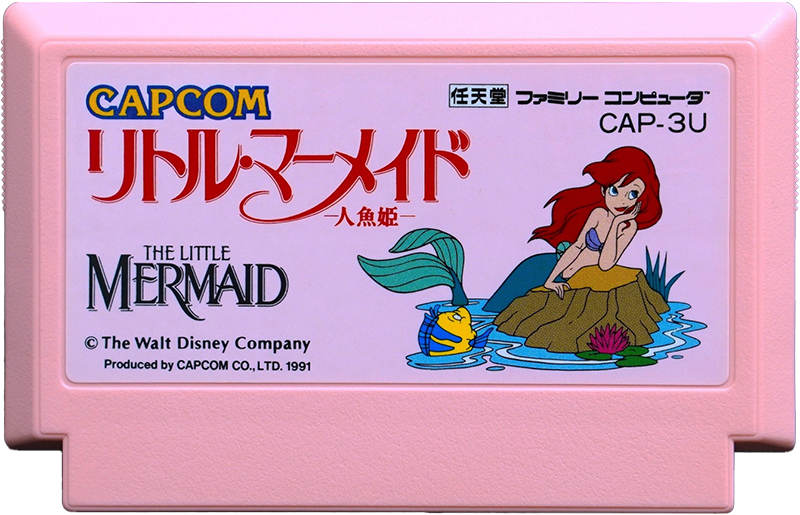 CAPCOM
任天堂 ファミリー コンピュータ™
CAP-3U
リトル・マーメイド
―人魚姫―
THE LITTLE
MERMAID
© The Walt Disney Company
Produced by CAPCOM CO., LTD. 1991